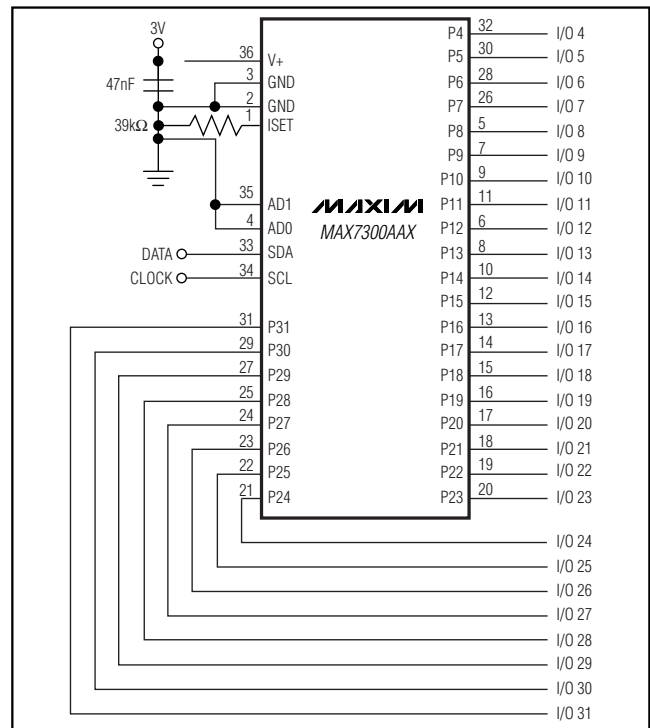 3V
47nF
39kΩ
DATA
CLOCK
36 V+
3 GND
2 GND
1 ISET
35 AD1
4 AD0
33 SDA
34 SCL
31 P31
29 P30
27 P29
25 P28
24 P27
23 P26
22 P25
21 P24
MAXIM
MAX7300AAX
P4 32 I/O 4
P5 30 I/O 5
P6 28 I/O 6
P7 26 I/O 7
P8 5 I/O 8
P9 7 I/O 9
P10 9 I/O 10
P11 11 I/O 11
P12 6 I/O 12
P13 8 I/O 13
P14 10 I/O 14
P15 12 I/O 15
P16 13 I/O 16
P17 14 I/O 17
P18 15 I/O 18
P19 16 I/O 19
P20 17 I/O 20
P21 18 I/O 21
P22 19 I/O 22
P23 20 I/O 23
I/O 24
I/O 25
I/O 26
I/O 27
I/O 28
I/O 29
I/O 30
I/O 31